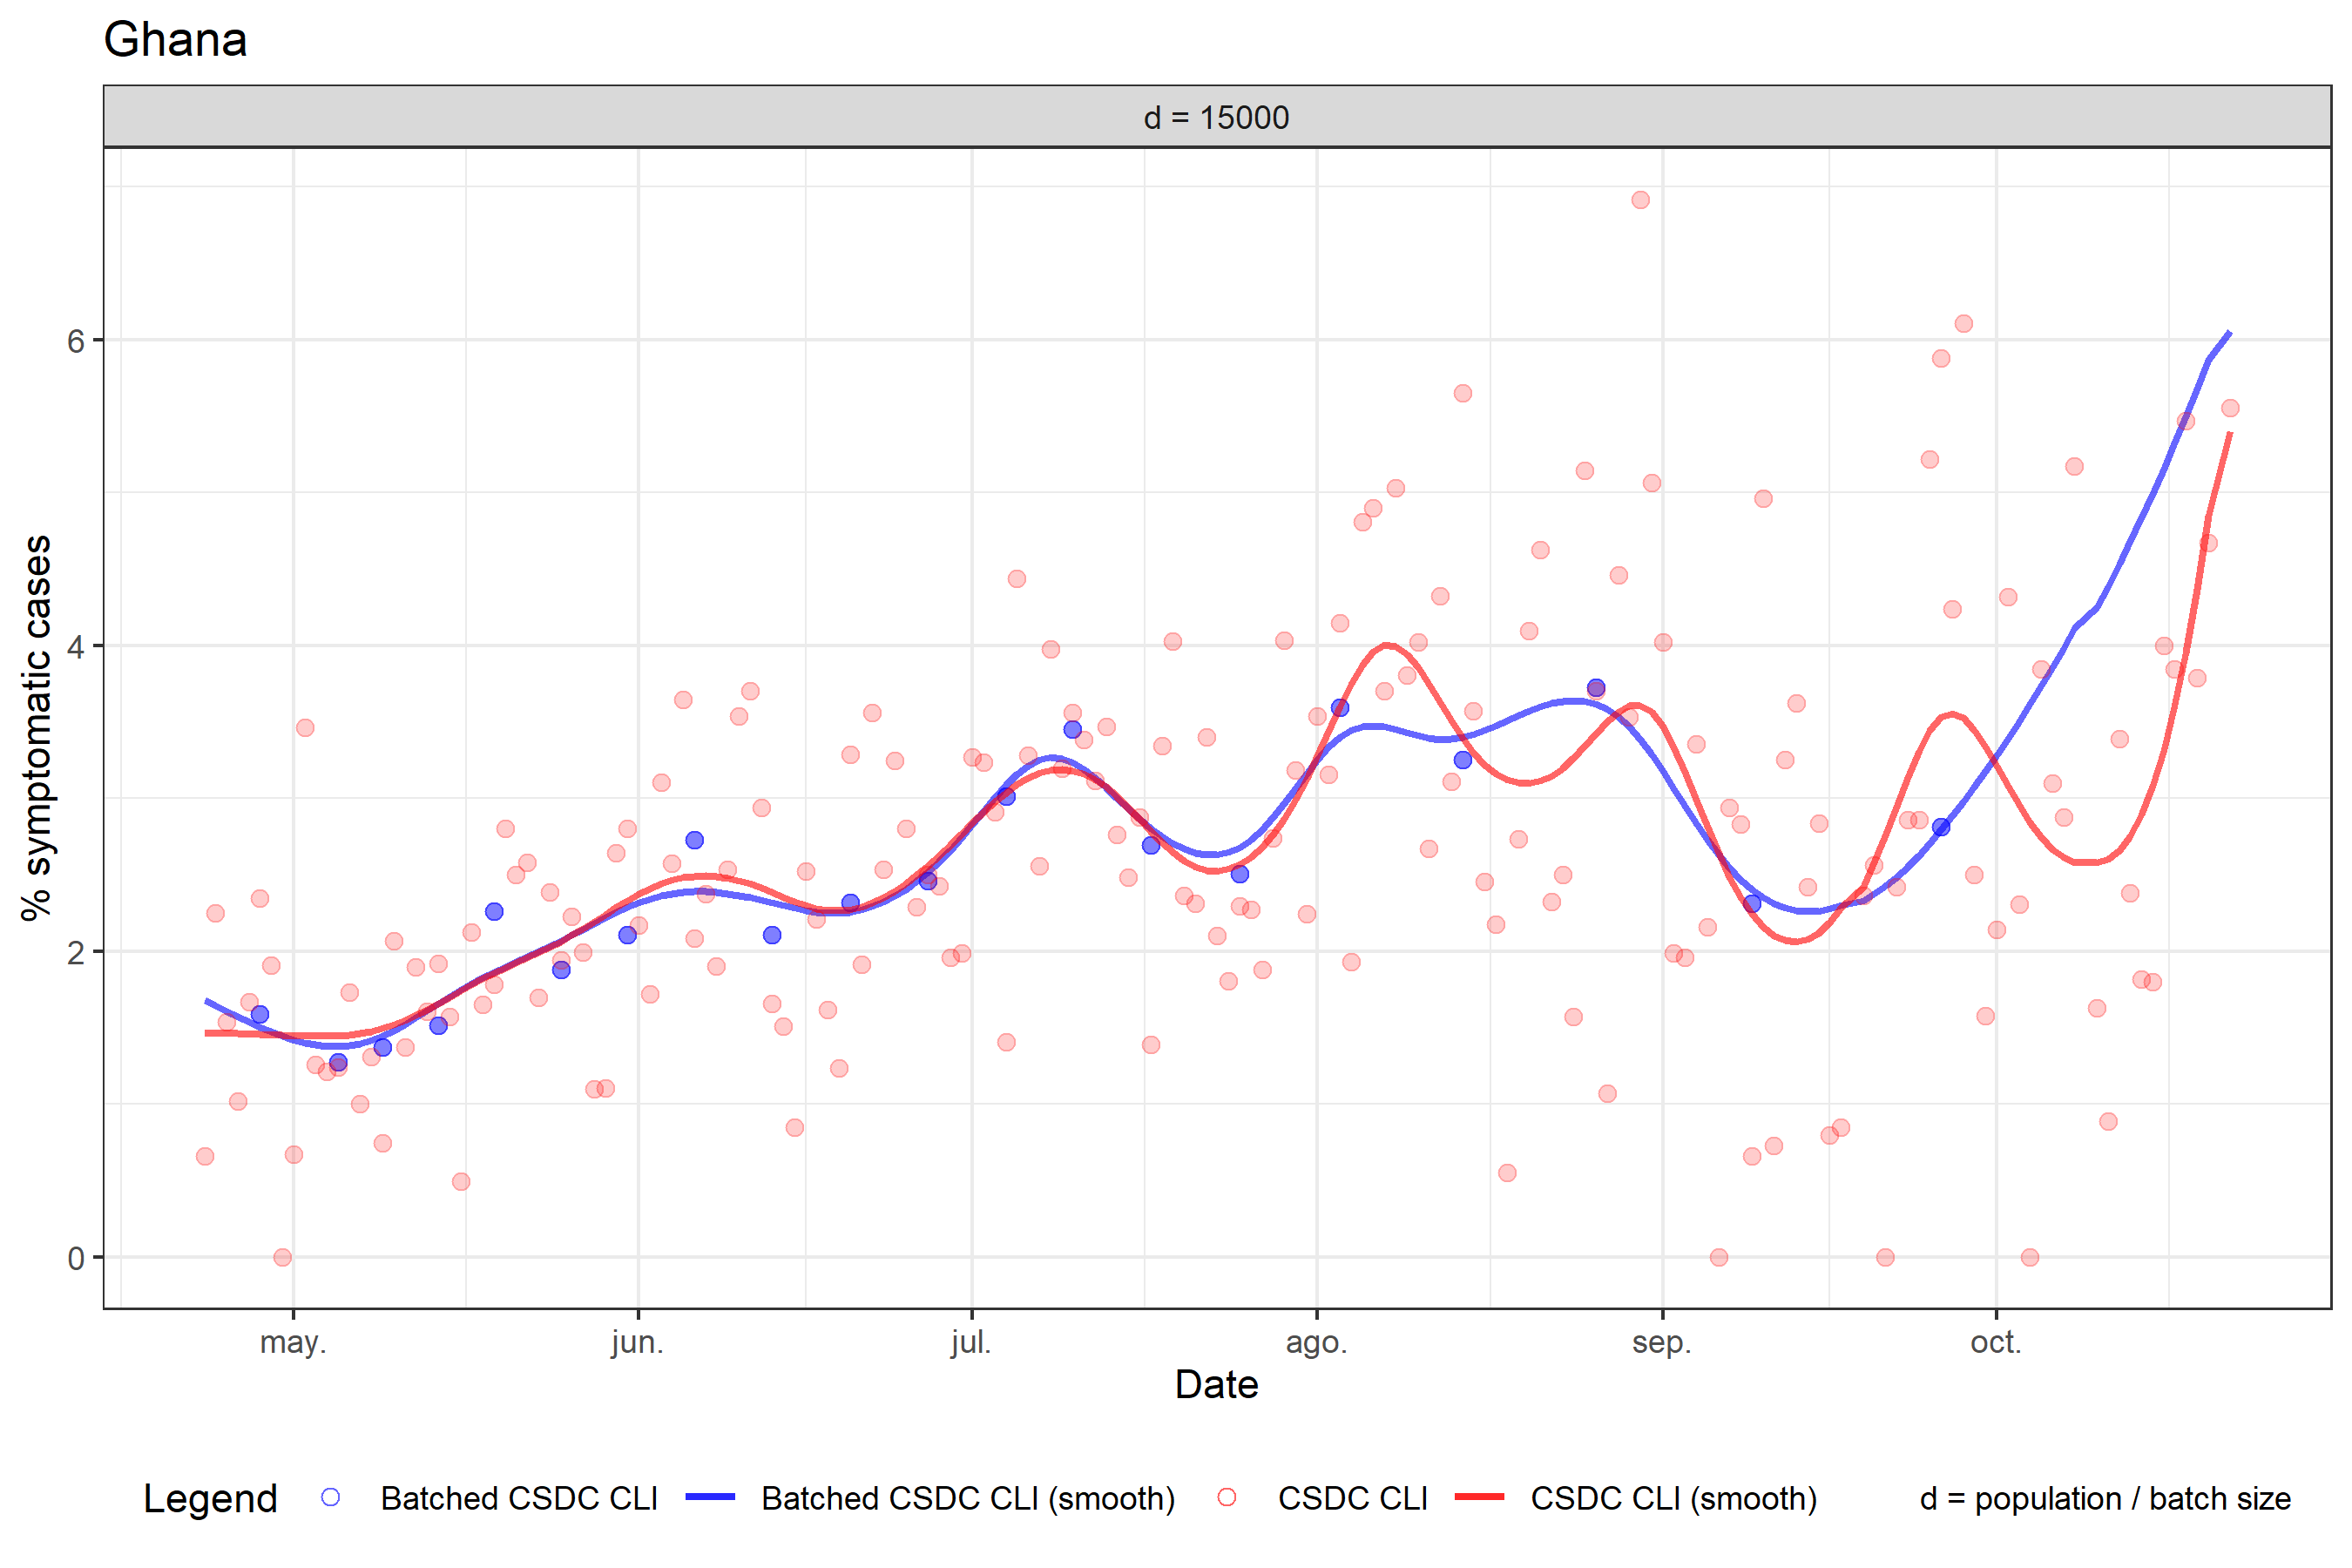 Ghana
d = 15000
% symptomatic cases
6
4
2
0
may. jun. jul. ago. sep. oct.
Date
Legend Batched CSDC CLI Batched CSDC CLI (smooth) CSDC CLI CSDC CLI (smooth) d = population / batch size